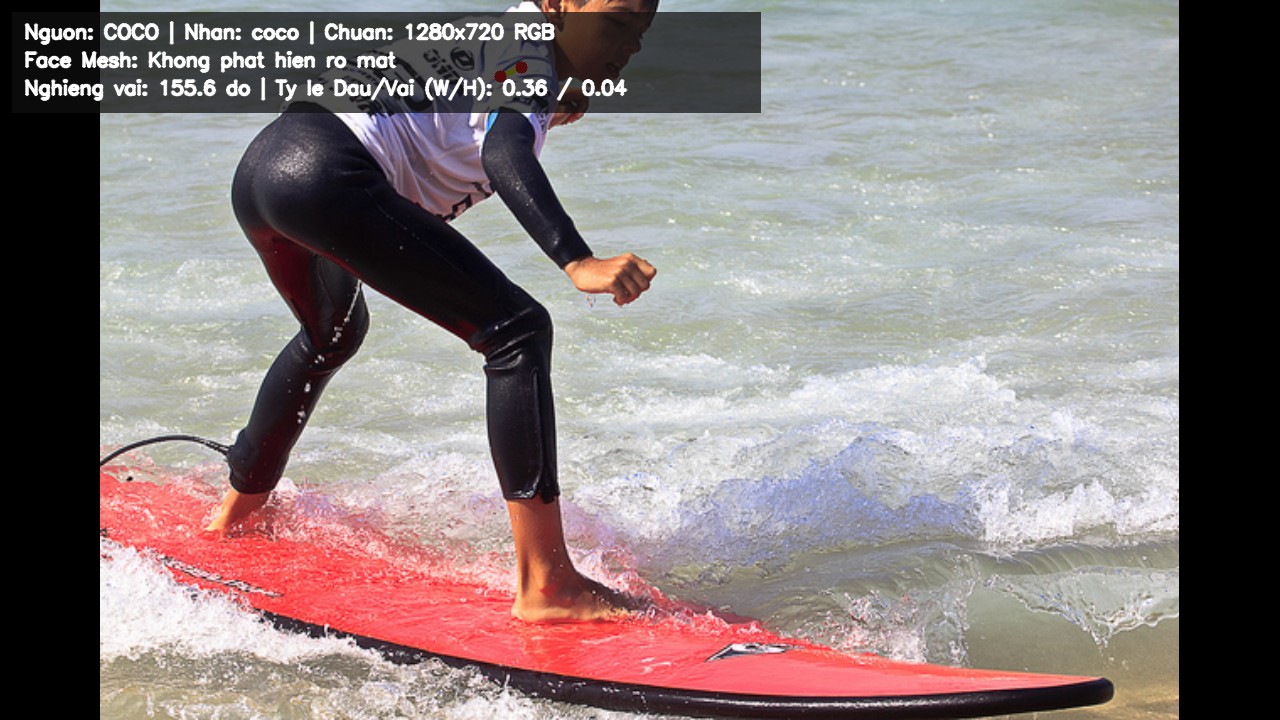 Nguon: COCO | Nhan: coco | Chuan: 1280x720 RGB
Face Mesh: Khong phat hien ro mat
Nghieng vai: 155.6 do | Ty le Dau/Vai (W/H): 0.36 / 0.04